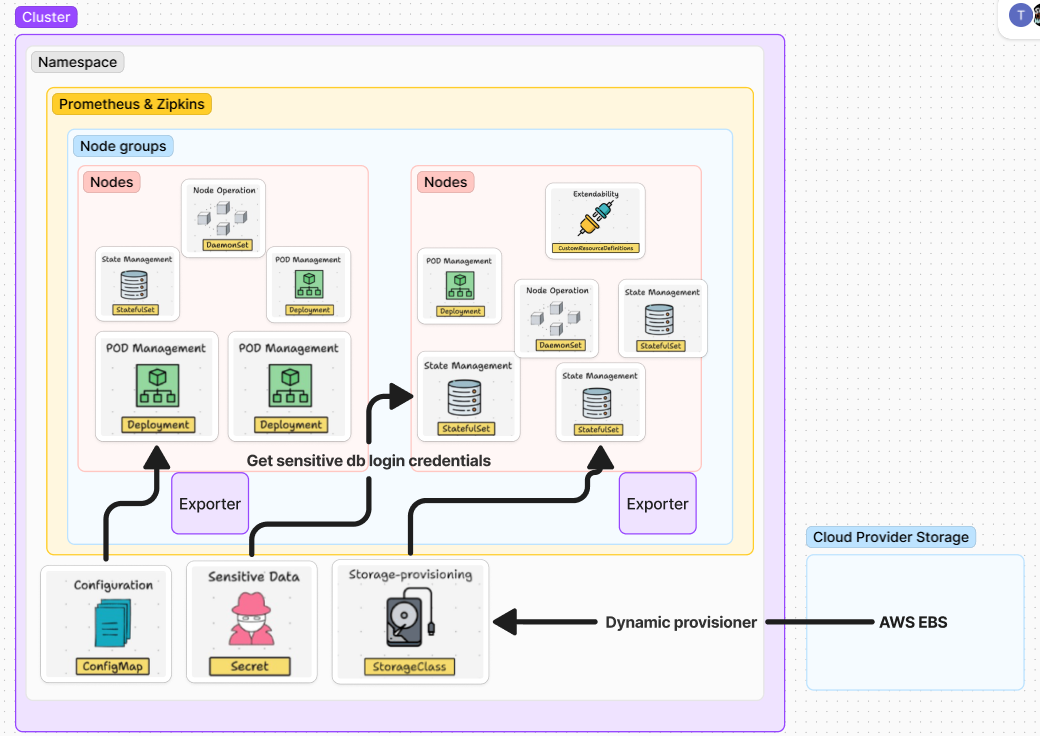 Cluster
T
Namespace
Prometheus & Zipkins
Node groups
Nodes
Node Operation
DaemonSet
State Management
StatefulSet
POD Management
Deployment
POD Management
Deployment
POD Management
Deployment
Nodes
Extendability
CustomResourceDefinitions
POD Management
Deployment
Node Operation
DaemonSet
State Management
StatefulSet
State Management
StatefulSet
State Management
StatefulSet
Get sensitive db login credentials
Exporter
Exporter
Configuration
ConfigMap
Sensitive Data
Secret
Storage-provisioning
StorageClass
Dynamic provisioner
Cloud Provider Storage
AWS EBS